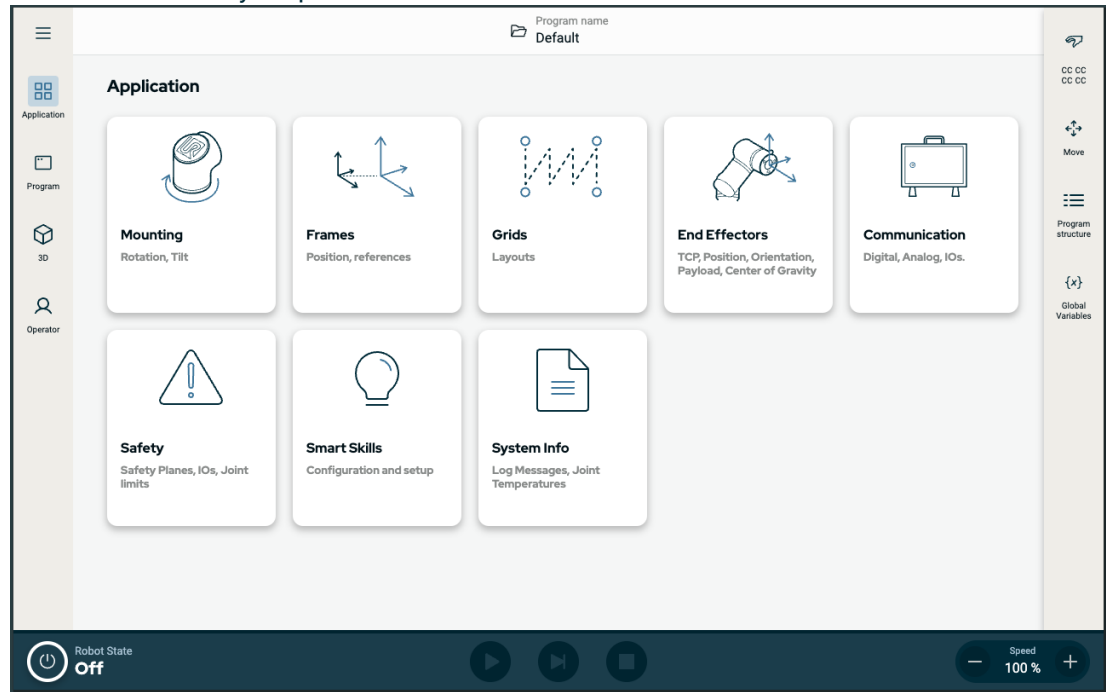 Program name
Default
Application
CC CC
CC CC
Application
Move
Program
Program
structure
3D
Global
Variables
Operator
Mounting
Rotation, Tilt
Frames
Position, references
Grids
Layouts
End Effectors
TCP, Position, Orientation,
Payload, Center of Gravity
Communication
Digital, Analog, IOs.
Safety
Safety Planes, IOs, Joint
limits
Smart Skills
Configuration and setup
System Info
Log Messages, Joint
Temperatures
{x}
Robot State
Off
Speed
100 %